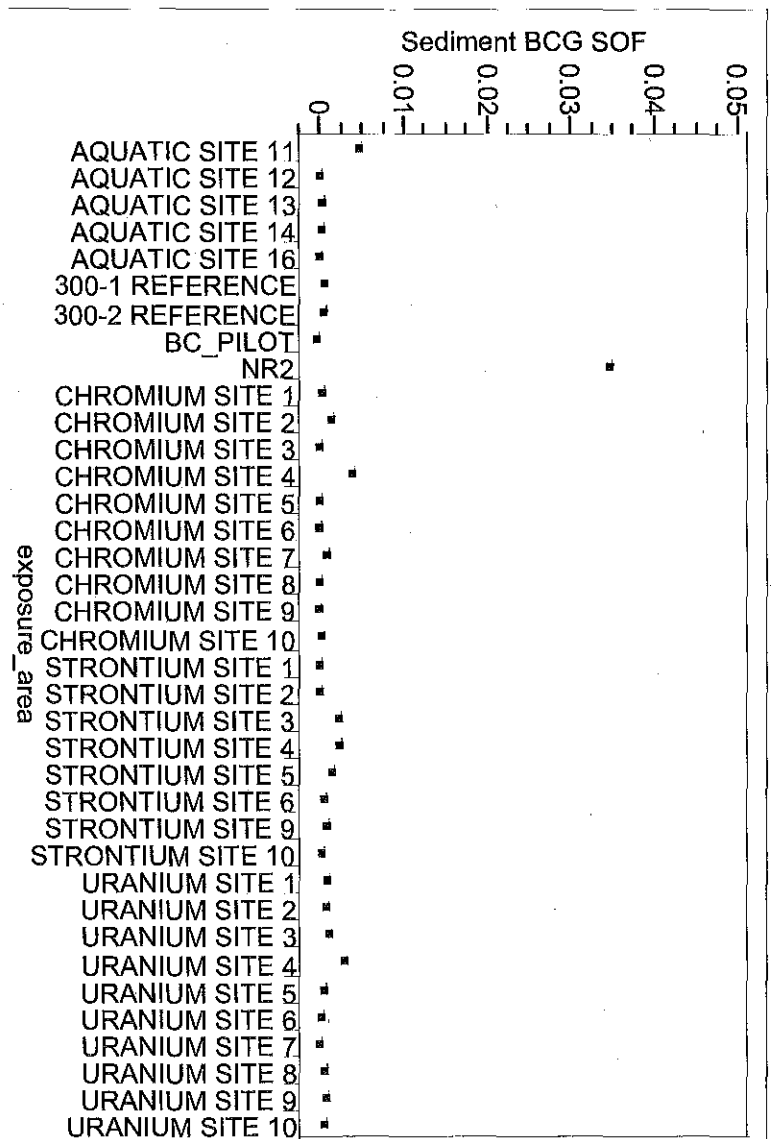 Sediment BCG SOF
0
0.01
0.02
0.03
0.04
0.05
AQUATIC SITE 11
AQUATIC SITE 12
AQUATIC SITE 13
AQUATIC SITE 14
AQUATIC SITE 16
300-1 REFERENCE
300-2 REFERENCE
BC_PILOT
NR2
CHROMIUM SITE 1
CHROMIUM SITE 2
CHROMIUM SITE 3
CHROMIUM SITE 4
CHROMIUM SITE 5
CHROMIUM SITE 6
CHROMIUM SITE 7
CHROMIUM SITE 8
CHROMIUM SITE 9
CHROMIUM SITE 10
STRONTIUM SITE 1
STRONTIUM SITE 2
STRONTIUM SITE 3
STRONTIUM SITE 4
STRONTIUM SITE 5
STRONTIUM SITE 6
STRONTIUM SITE 9
STRONTIUM SITE 10
URANIUM SITE 1
URANIUM SITE 2
URANIUM SITE 3
URANIUM SITE 4
URANIUM SITE 5
URANIUM SITE 6
URANIUM SITE 7
URANIUM SITE 8
URANIUM SITE 9
URANIUM SITE 10
exposure_area